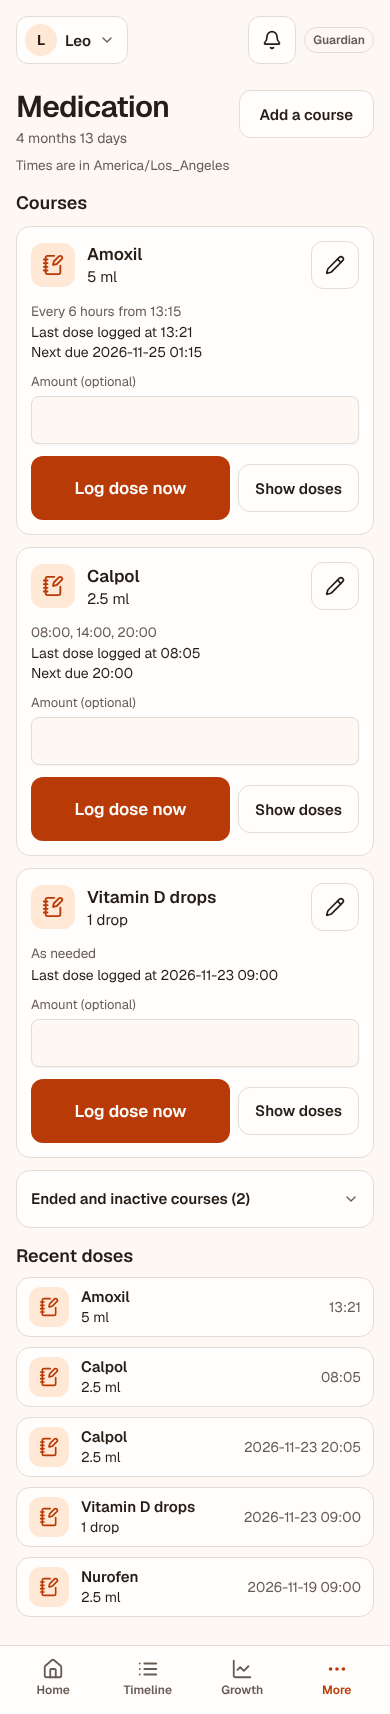 L Leo
Guardian
Medication
Add a course
4 months 13 days
Times are in America/Los_Angeles
Courses
Amoxil
5 ml
Every 6 hours from 13:15
Last dose logged at 13:21
Next due 2026-11-25 01:15
Amount (optional)
Log dose now
Show doses
Calpol
2.5 ml
08:00, 14:00, 20:00
Last dose logged at 08:05
Next due 20:00
Amount (optional)
Log dose now
Show doses
Vitamin D drops
1 drop
As needed
Last dose logged at 2026-11-23 09:00
Amount (optional)
Log dose now
Show doses
Ended and inactive courses (2)
Recent doses
Amoxil
5 ml
13:21
Calpol
2.5 ml
08:05
Calpol
2.5 ml
2026-11-23 20:05
Vitamin D drops
1 drop
2026-11-23 09:00
Nurofen
2.5 ml
2026-11-19 09:00
Home
Timeline
Growth
More